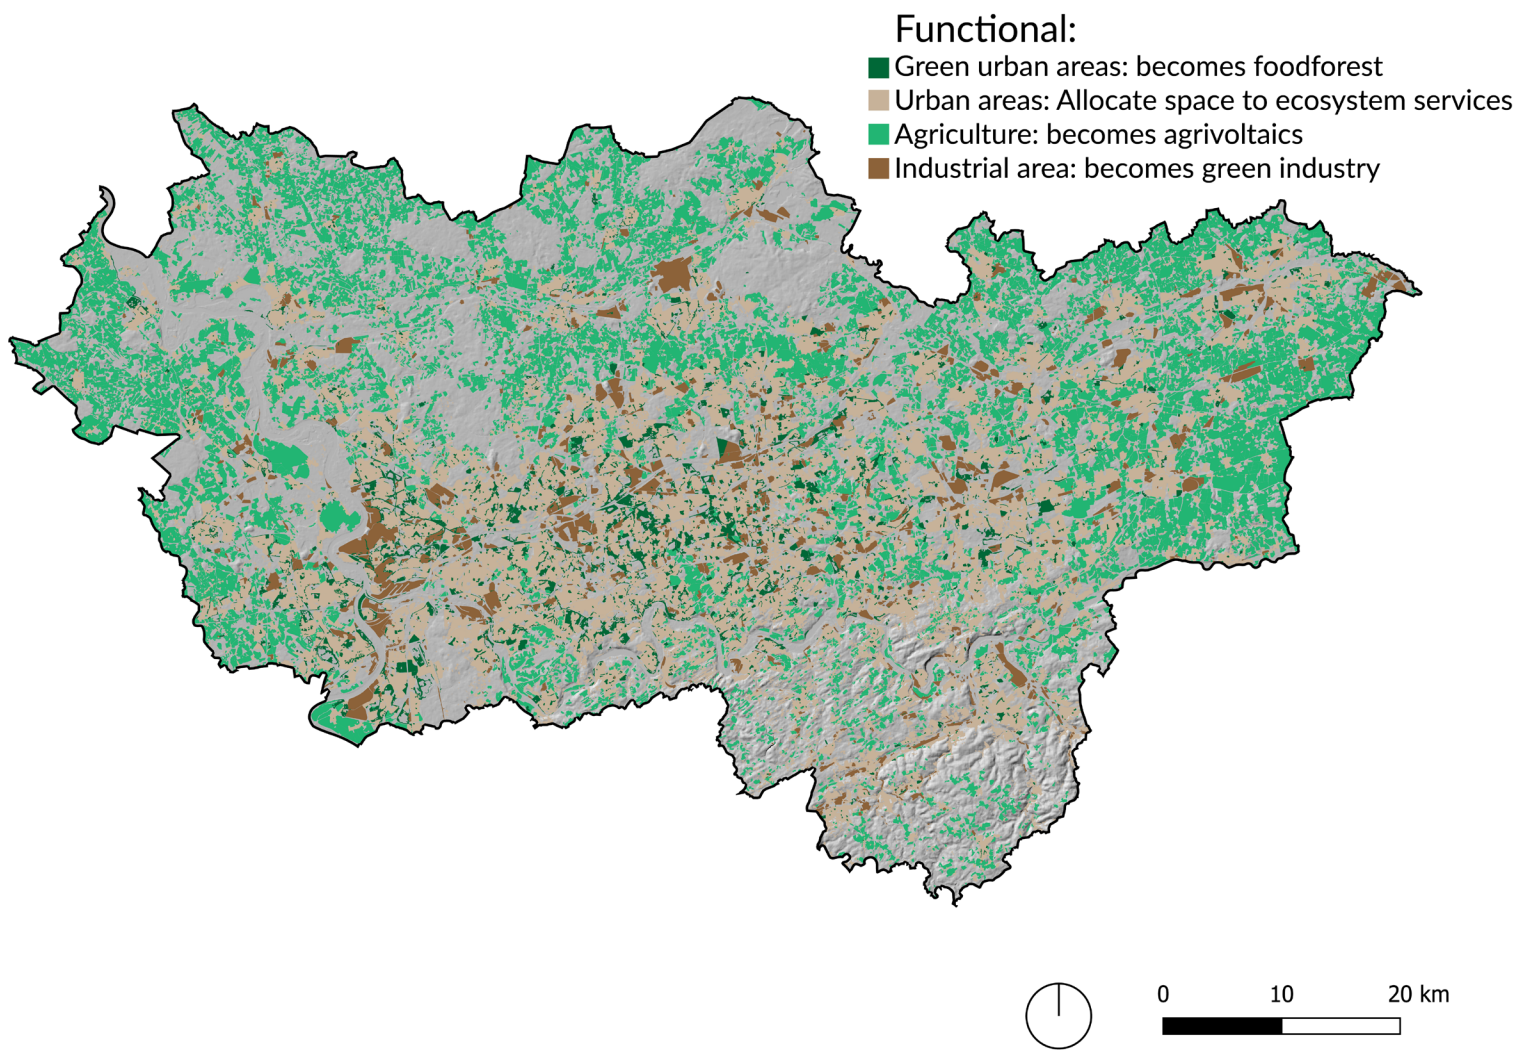 Functional:
Green urban areas: becomes foodforest
Urban areas: Allocate space to ecosystem services
Agriculture: becomes agrivoltaics
Industrial area: becomes green industry
0 10 20 km